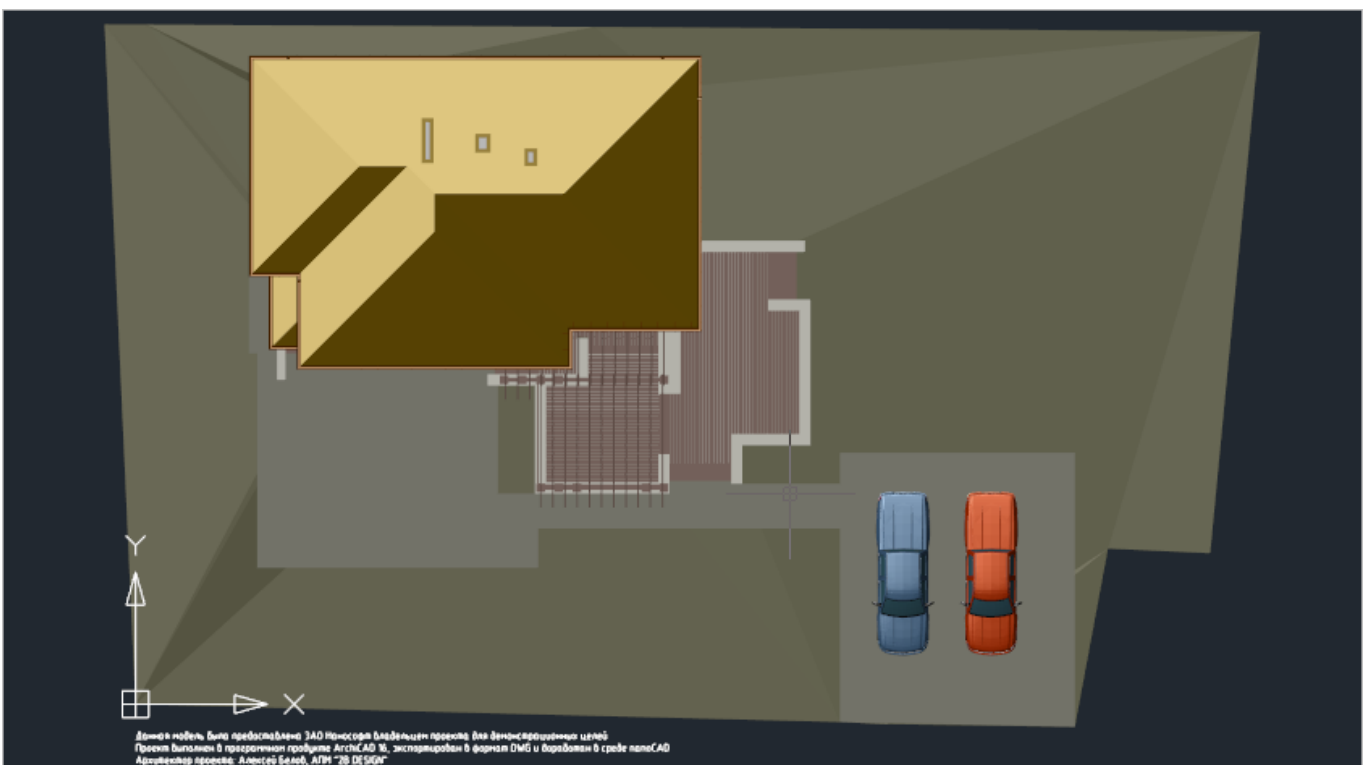 Y
X
Данная модель была предоставлена ЗАО Нанософт владельцем проекта для демонстрационных целей
Проект выполнен в программном продукте ArchiCAD 16, экспортирован в формат DWG и доработан в среде nanoCAD
Архитектор проекта: Алексей Белов, АПМ "2В DESIGN"